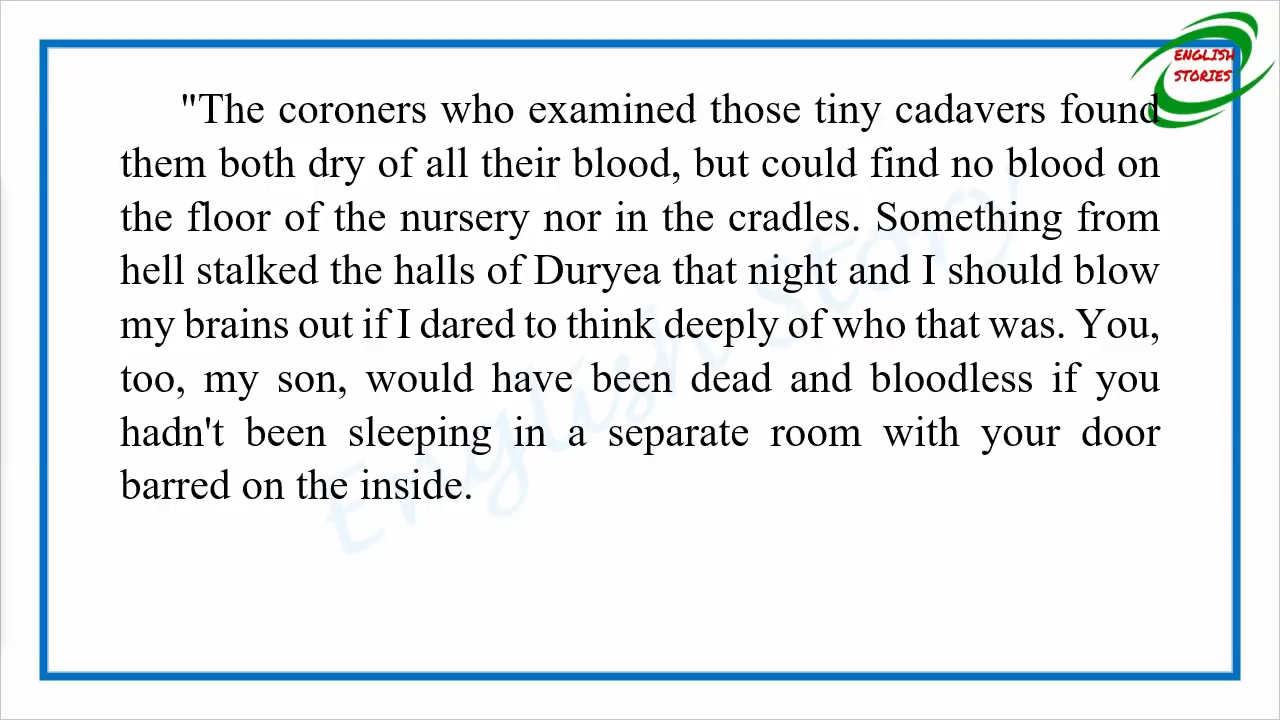 ENGLISH
STORIES
"The coroners who examined those tiny cadavers found
them both dry of all their blood, but could find no blood on
the floor of the nursery nor in the cradles. Something from
hell stalked the halls of Duryea that night and I should blow
my brains out if I dared to think deeply of who that was. You,
too, my son, would have been dead and bloodless if you
hadn't been sleeping in a separate room with your door
barred on the inside.
English Story